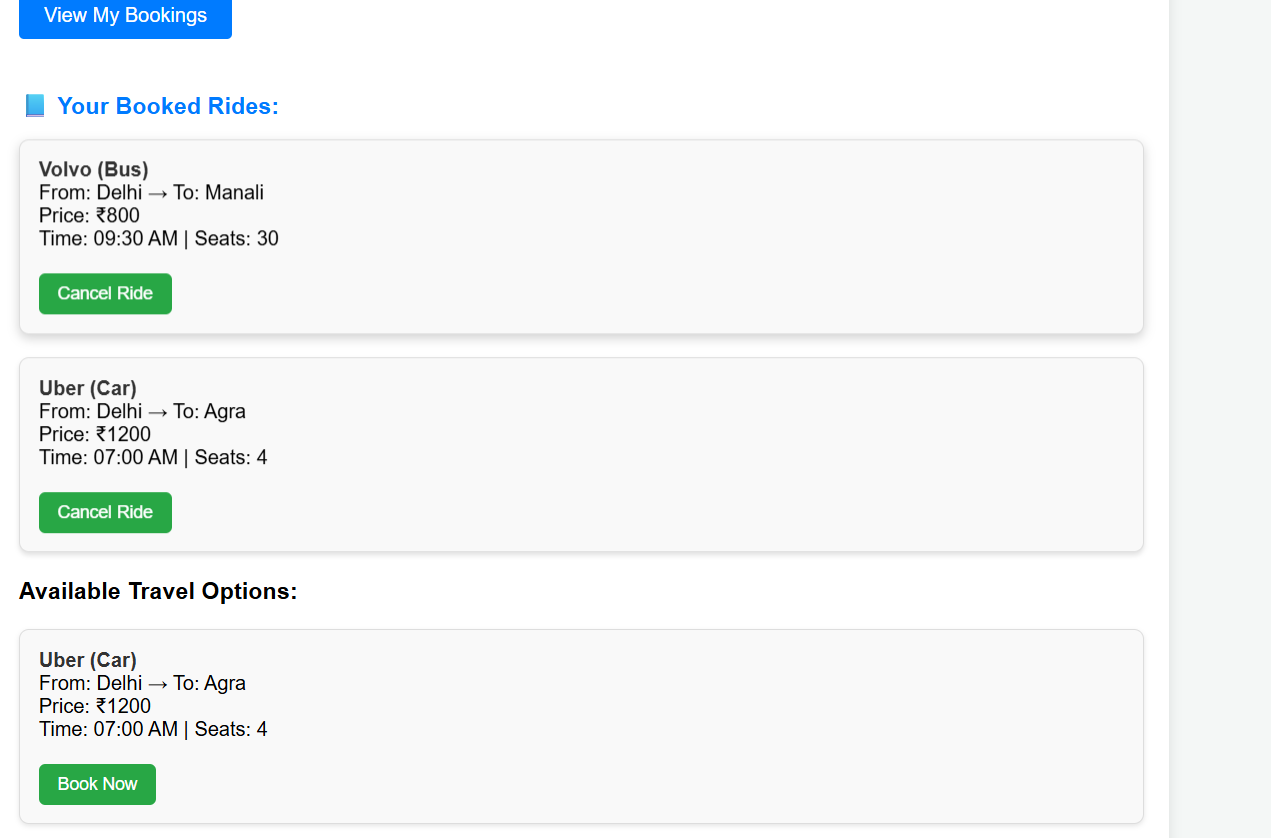 View My Bookings
Your Booked Rides:
Volvo (Bus)
From: Delhi → To: Manali
Price: ₹800
Time: 09:30 AM | Seats: 30
Cancel Ride
Uber (Car)
From: Delhi → To: Agra
Price: ₹1200
Time: 07:00 AM | Seats: 4
Cancel Ride
Available Travel Options:
Uber (Car)
From: Delhi → To: Agra
Price: ₹1200
Time: 07:00 AM | Seats: 4
Book Now